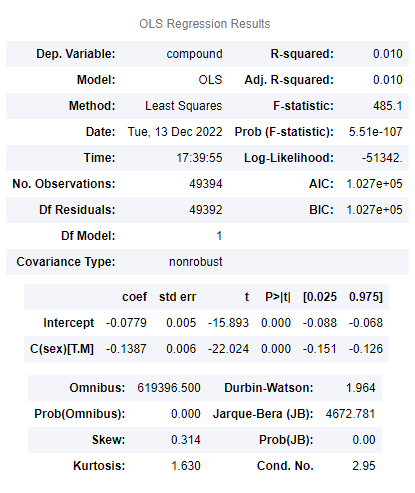 OLS Regression Results
Dep. Variable: compound R-squared: 0.010
Model: OLS Adj. R-squared: 0.010
Method: Least Squares F-statistic: 485.1
Date: Tue, 13 Dec 2022 Prob (F-statistic): 5.51e-107
Time: 17:39:55 Log-Likelihood: -51342.
No. Observations: 49394 AIC: 1.027e+05
Df Residuals: 49392 BIC: 1.027e+05
Df Model: 1
Covariance Type: nonrobust
coef std err t P>|t| [0.025 0.975]
Intercept -0.0779 0.005 -15.893 0.000 -0.088 -0.068
C(sex)[T.M] -0.1387 0.006 -22.024 0.000 -0.151 -0.126
Omnibus: 619396.500 Durbin-Watson: 1.964
Prob(Omnibus): 0.000 Jarque-Bera (JB): 4672.781
Skew: 0.314 Prob(JB): 0.00
Kurtosis: 1.630 Cond. No. 2.95